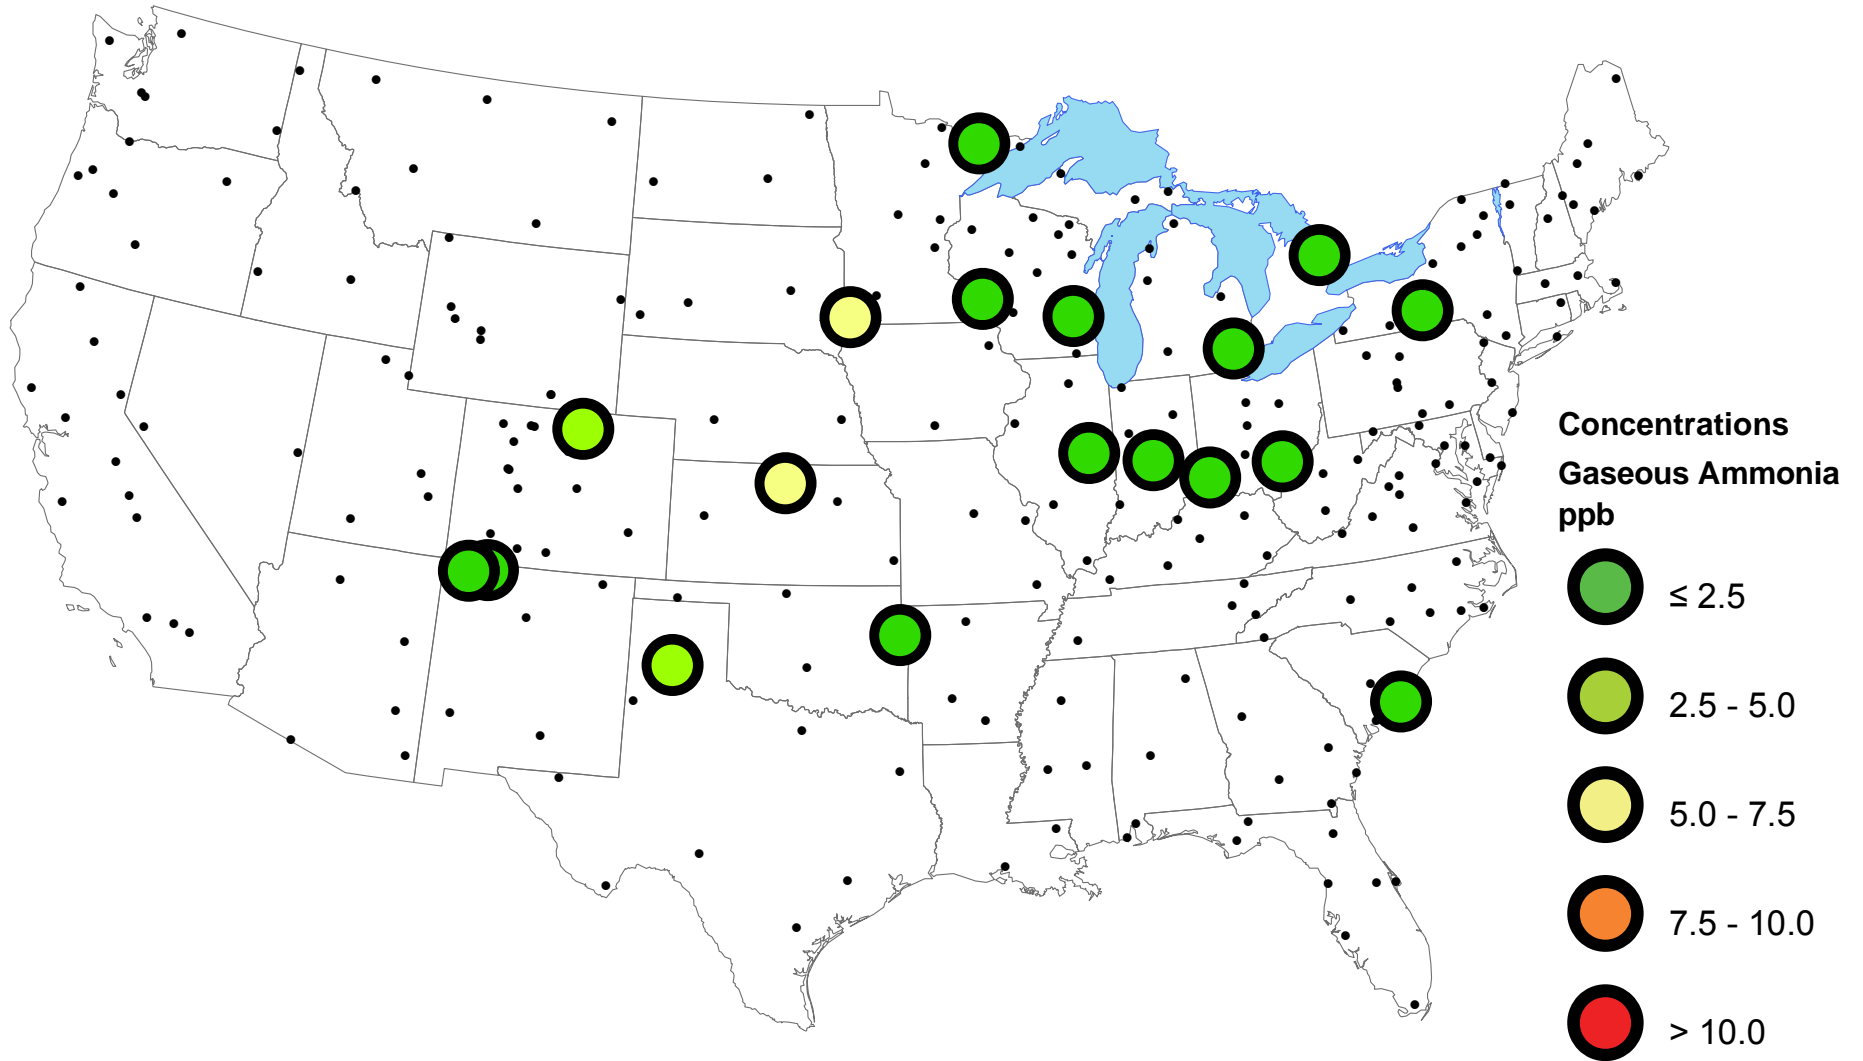 Concentrations
Gaseous Ammonia
ppb
≤ 2.5
2.5 - 5.0
5.0 - 7.5
7.5 - 10.0
> 10.0